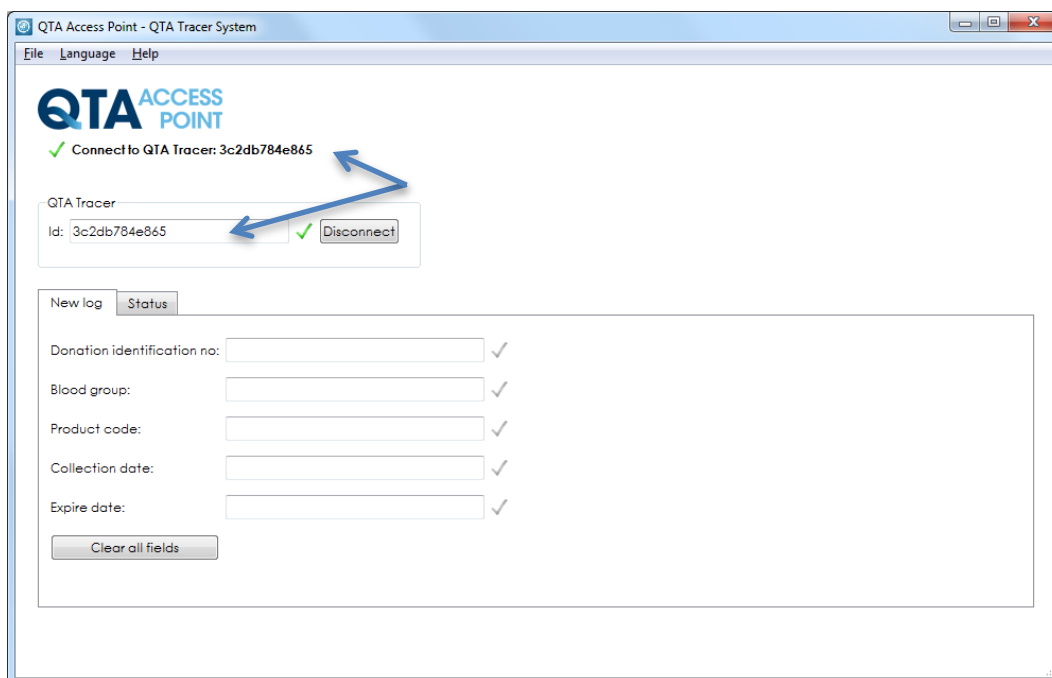 QTA Access Point - QTA Tracer System
File Language Help
QTA ACCESS
POINT
Connect to QTA Tracer: 3c2db784e865
QTA Tracer
Id: 3c2db784e865 Disconnect
New log Status
Donation identification no:
Blood group:
Product code:
Collection date:
Expire date:
Clear all fields